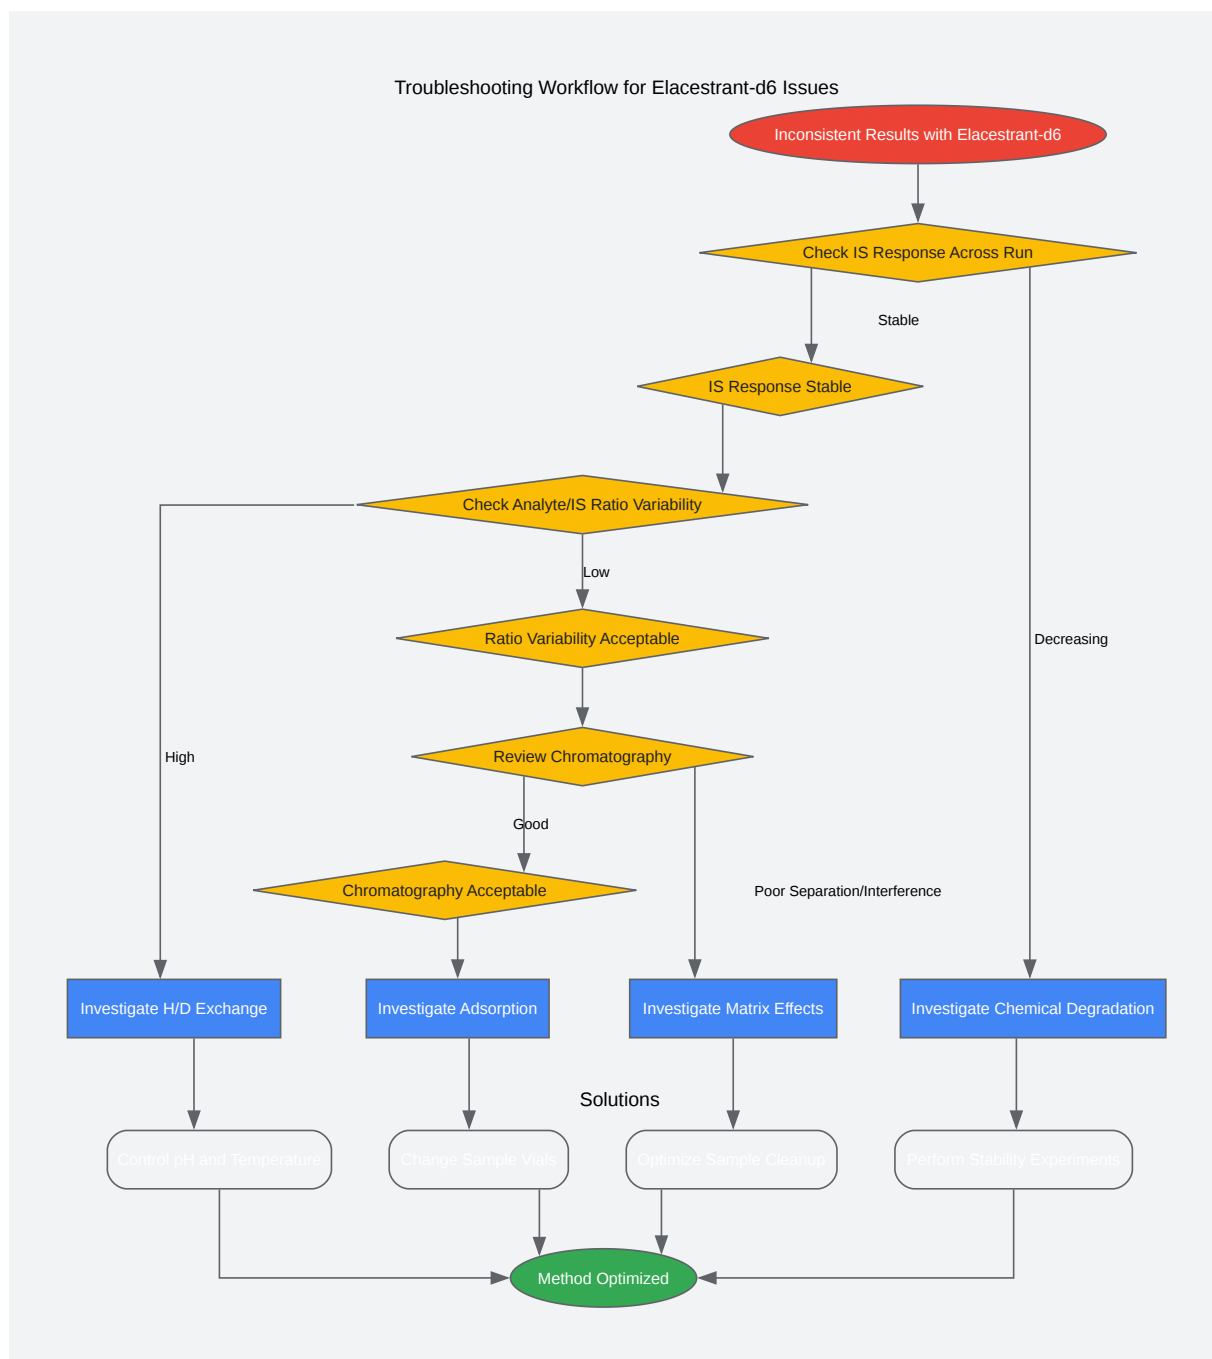 Troubleshooting Workflow for Elacestrant-d6 Issues
Inconsistent Results with Elacestrant-d6
Check IS Response Across Run
Stable
IS Response Stable
Check Analyte/IS Ratio Variability
Low
Ratio Variability Acceptable
Decreasing
Review Chromatography
High
Good
Chromatography Acceptable
Poor Separation/Interference
Investigate H/D Exchange
Investigate Adsorption
Investigate Matrix Effects
Investigate Chemical Degradation
Solutions
Control pH and Temperature
Change Sample Vials
Optimize Sample Cleanup
Perform Stability Experiments
Method Optimized